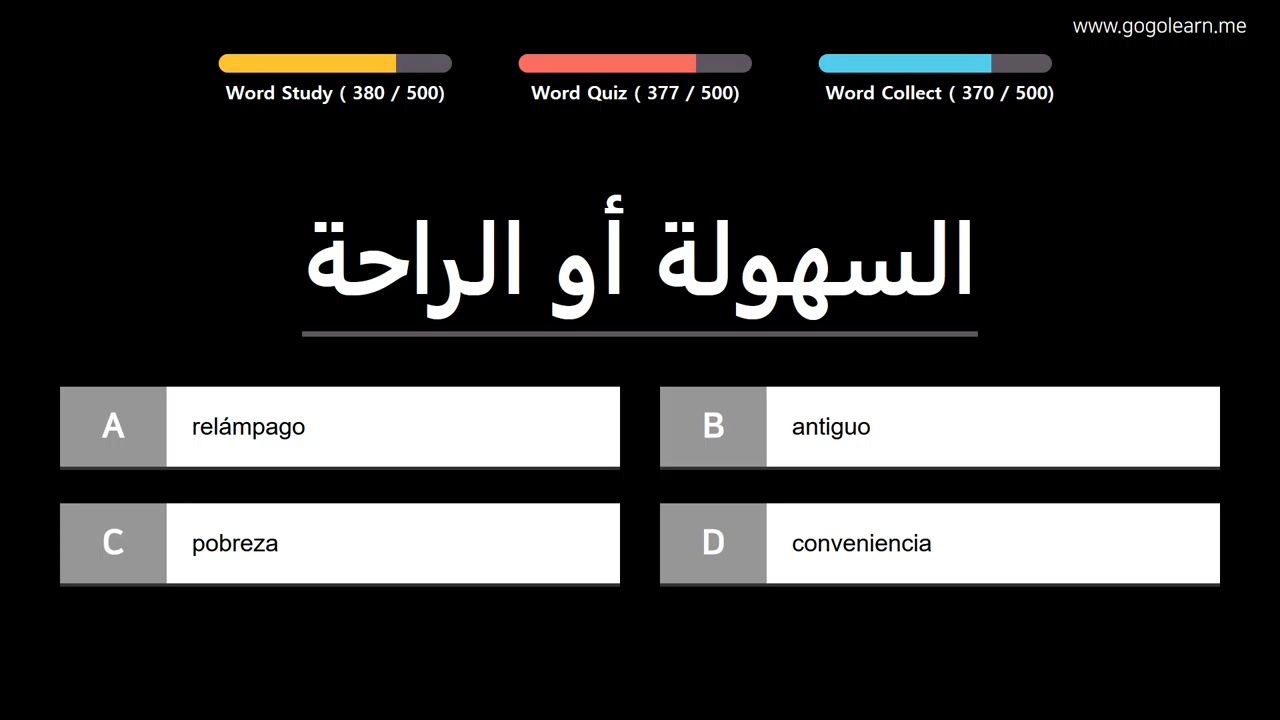 www.gogolearn.me
Word Study ( 380 / 500)
Word Quiz ( 377 / 500)
Word Collect ( 370 / 500)
السهولة أو الراحة
A relámpago
B antiguo
C pobreza
D conveniencia